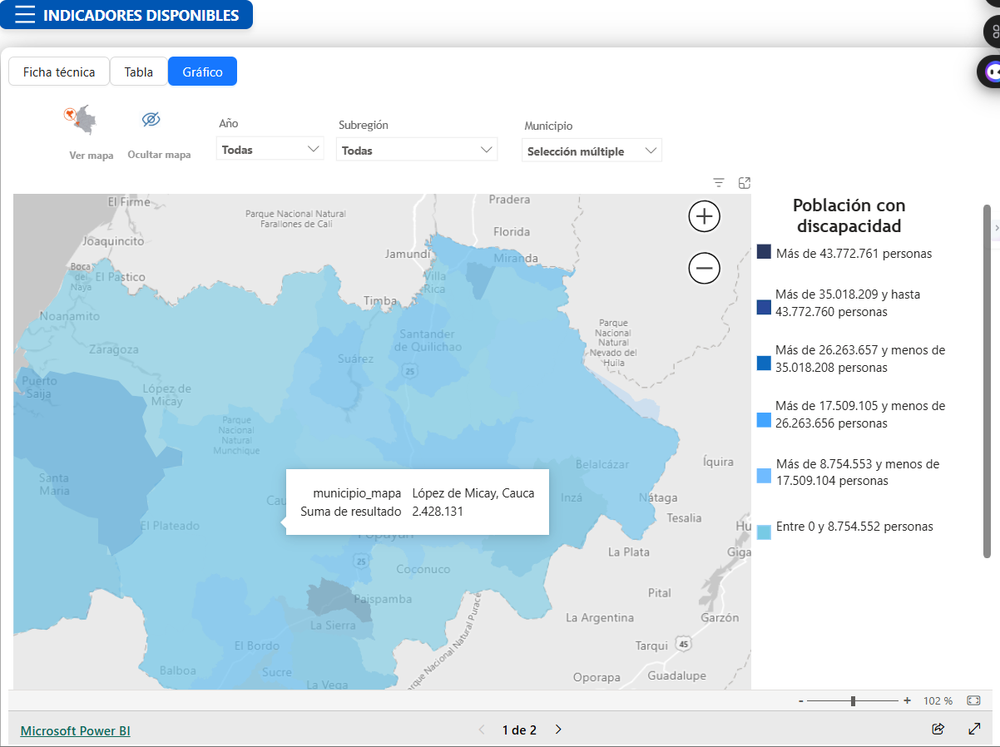 INDICADORES DISPONIBLES
Ficha técnica
Tabla
Gráfico
Ver mapa
Ocultar mapa
Año
Todas
Subregión
Todas
Municipio
Selección múltiple
El Firme
Parque Nacional Natural
Farallones de Cali
Pradera
Florida
Joaquincito
Jamundí
Miranda
Boca
del
Naya
El Pastico
Villa
Rica
Timba
Noanamito
Parque
Nacional
Natural
Nevado del
Huila
Santander
de Quilichao
Zaragoza
Suárez
25
Puerto
Saija
López de
Micay
Parque
Nacional
Natural
Munchique
Belalcázar
Íquira
Santa
Maria
Inzá
Nátaga
Tesalia
municipio_mapa López de Micay, Cauca
Suma de resultado 2.428.131
El Plateado
Popayán
La Plata
25
Coconuco
Paispamba
Pital
La Sierra
La Argentina
Garzón
El Bordo
Tarqui
45
Balboa
Sucre
La Vega
Parque Nacional Natural Puracé
Oporapa
Guadalupe
Población con
discapacidad
Más de 43.772.761 personas
Más de 35.018.209 y hasta
43.772.760 personas
Más de 26.263.657 y menos de
35.018.208 personas
Más de 17.509.105 y menos de
26.263.656 personas
Más de 8.754.553 y menos de
17.509.104 personas
Entre 0 y 8.754.552 personas
- + 102 %
Microsoft Power BI
1 de 2